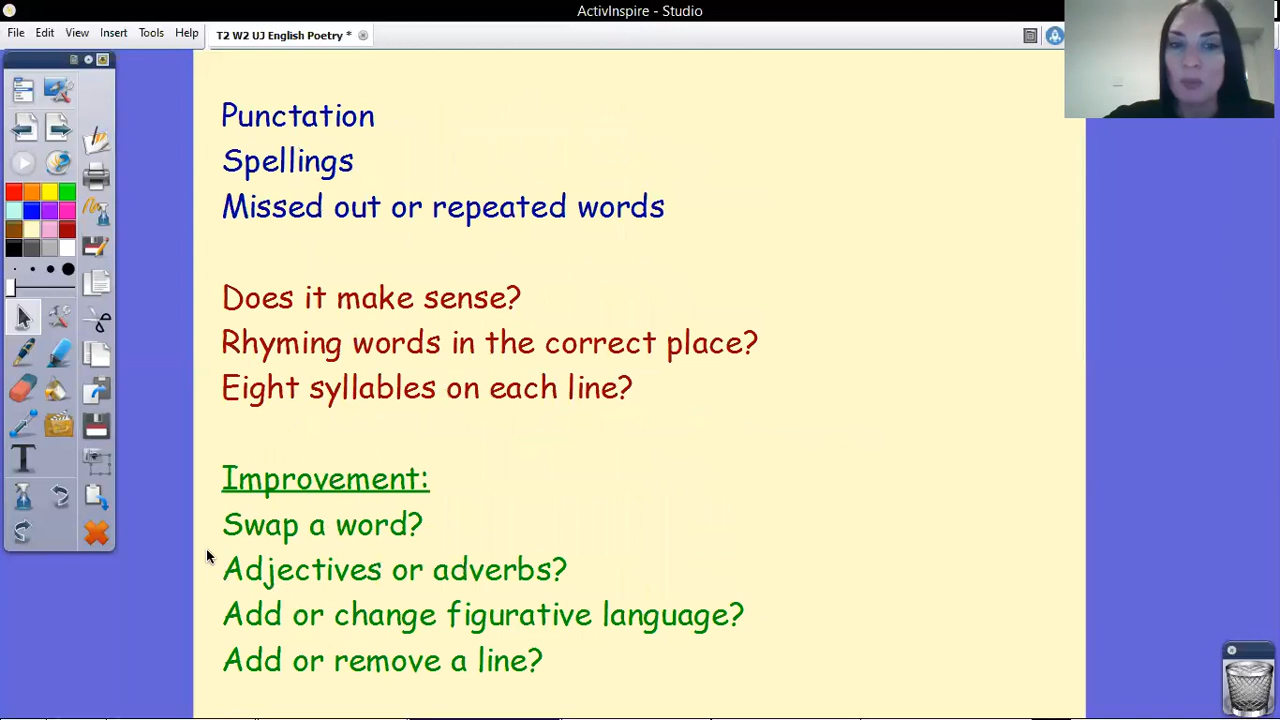 ActivInspire - Studio
File Edit View Insert Tools Help
T2 W2 UJ English Poetry *
Punctation
Spellings
Missed out or repeated words
Does it make sense?
Rhyming words in the correct place?
Eight syllables on each line?
Improvement:
Swap a word?
Adjectives or adverbs?
Add or change figurative language?
Add or remove a line?